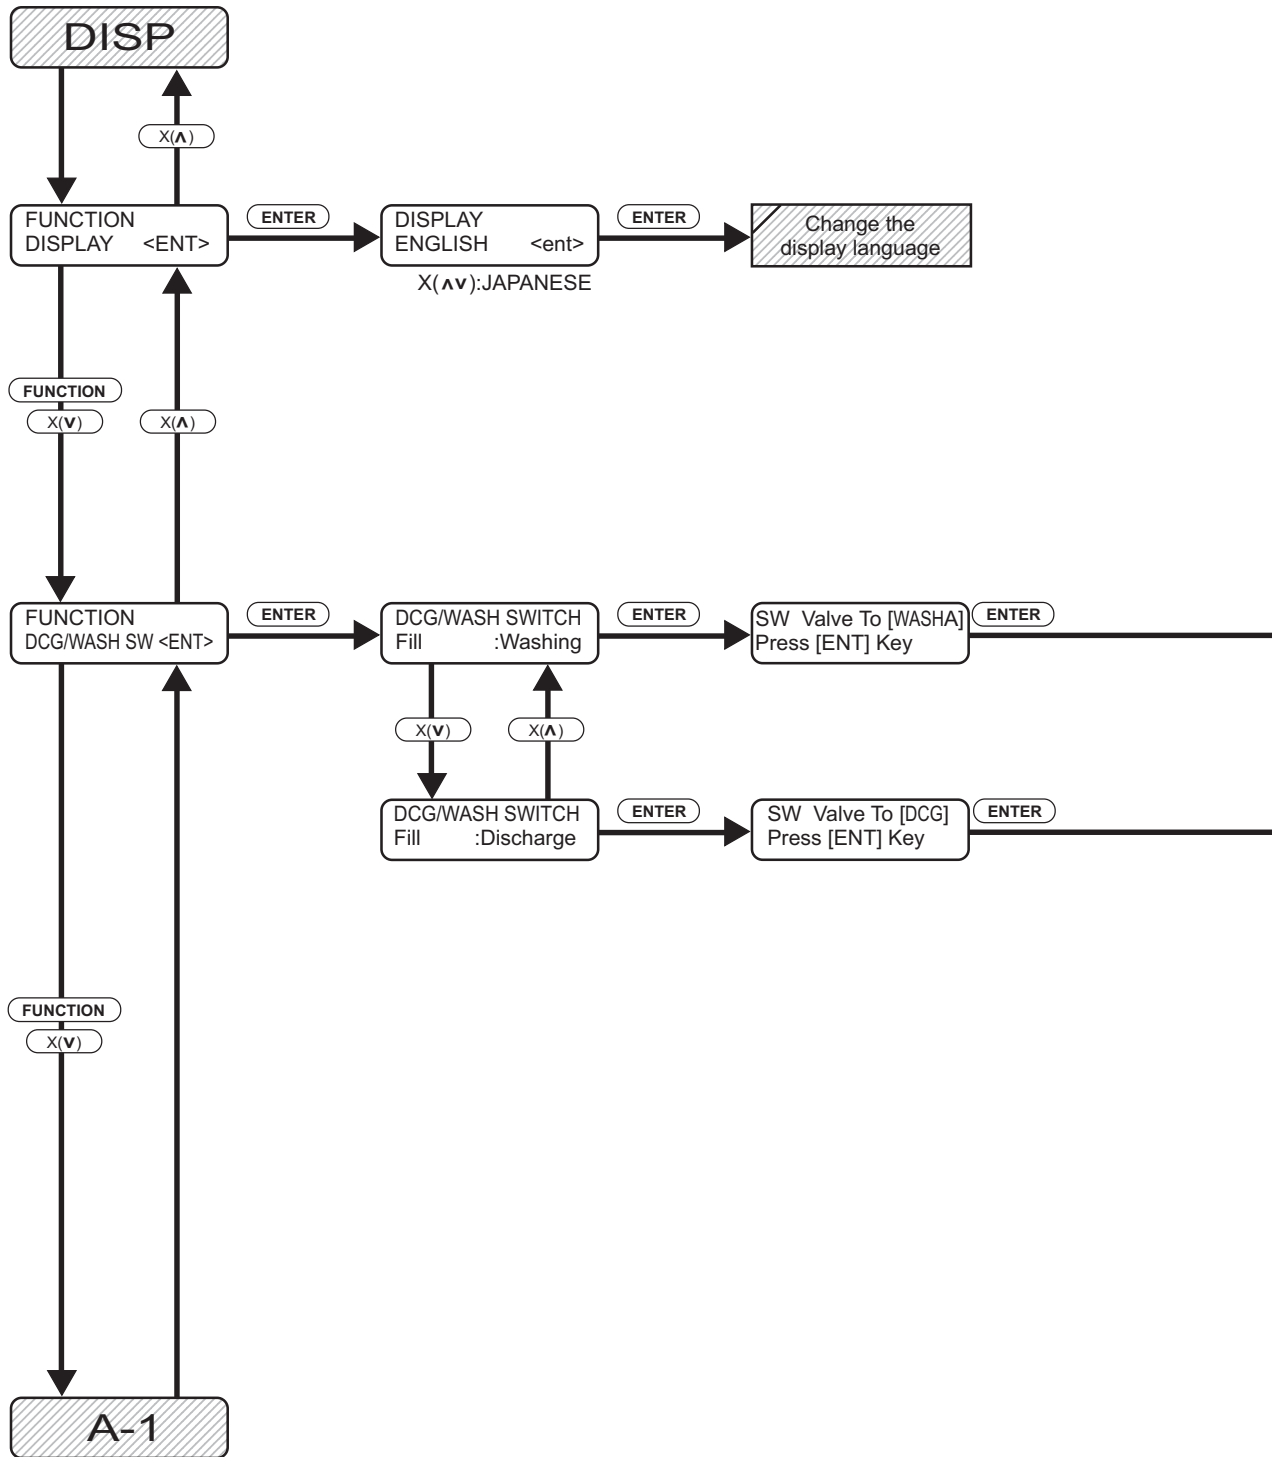 DISP
X(∧)
FUNCTION
DISPLAY <ENT>
ENTER
DISPLAY
ENGLISH <ent>
ENTER
Change the
display language
X(∧∨):JAPANESE
FUNCTION
X(∨)
X(∧)
FUNCTION
DCG/WASH SW <ENT>
ENTER
DCG/WASH SWITCH
Fill :Washing
ENTER
SW Valve To [WASHA]
Press [ENT] Key
ENTER
X(∨)
X(∧)
DCG/WASH SWITCH
Fill :Discharge
ENTER
SW Valve To [DCG]
Press [ENT] Key
ENTER
FUNCTION
X(∨)
A-1